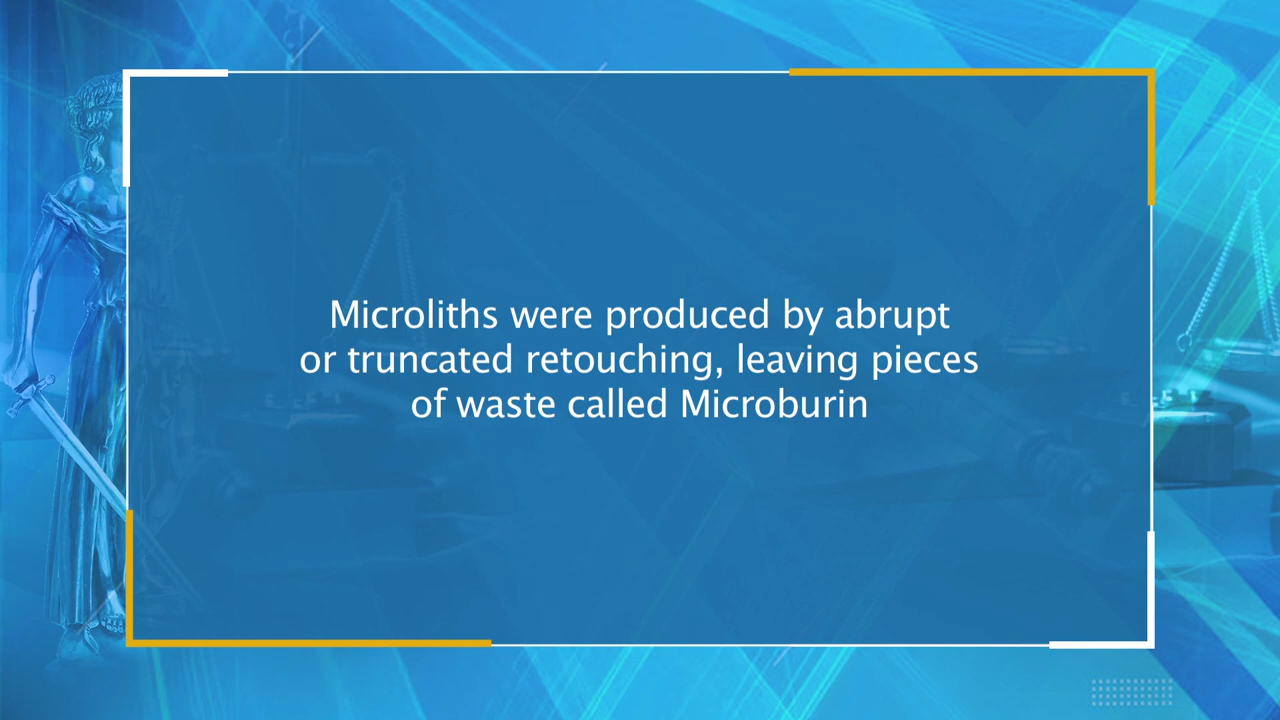 Microliths were produced by abrupt
or truncated retouching, leaving pieces
of waste called Microburin